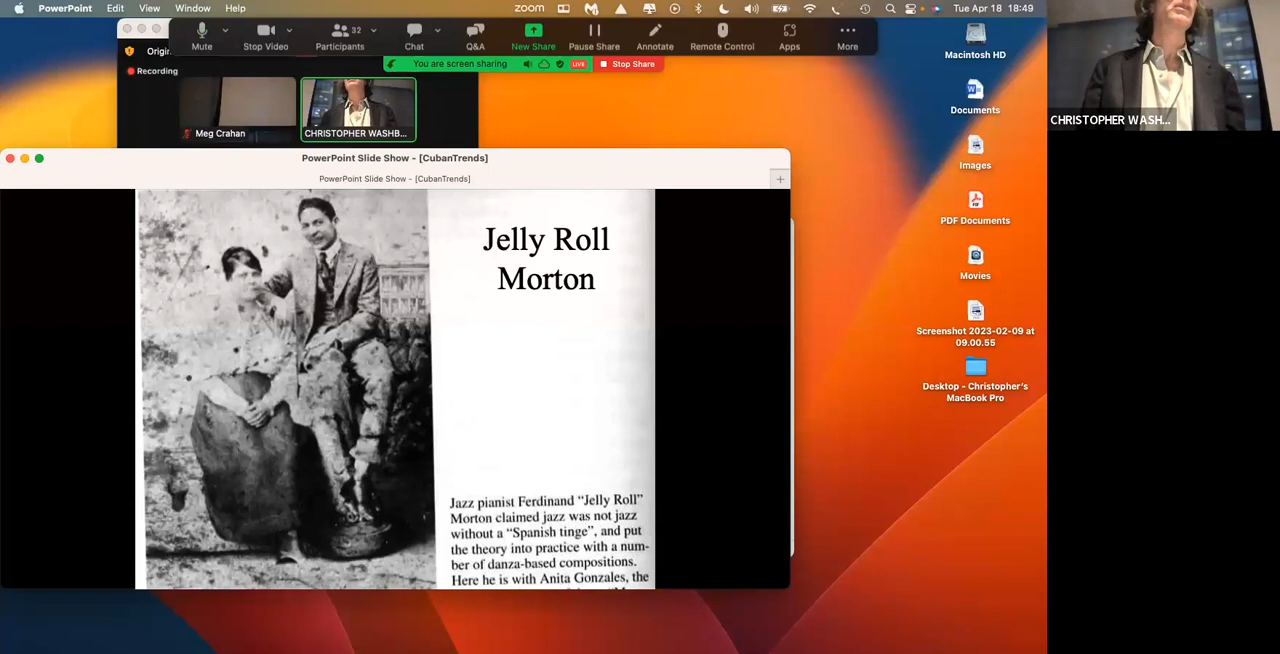 PowerPoint Edit View Window Help
zoom
Tue Apr 18 18:49
Origin.
Mute
Stop Video
32
Participants
Chat
Q&A
New Share
Pause Share
Annotate
Remote Control
Apps
More
You are screen sharing
LIVE
Stop Share
Recording
Meg Crahan
CHRISTOPHER WASHB...
CHRISTOPHER WASH...
PowerPoint Slide Show - [CubanTrends]
PowerPoint Slide Show - [CubanTrends]
Jelly Roll
Morton
Jazz pianist Ferdinand “Jelly Roll”
Morton claimed jazz was not jazz
without a “Spanish tinge”, and put
the theory into practice with a num-
ber of danza-based compositions.
Here he is with Anita Gonzales, the
Macintosh HD
Documents
Images
PDF Documents
Movies
Screenshot 2023-02-09 at
09.00.55
Desktop - Christopher's
MacBook Pro